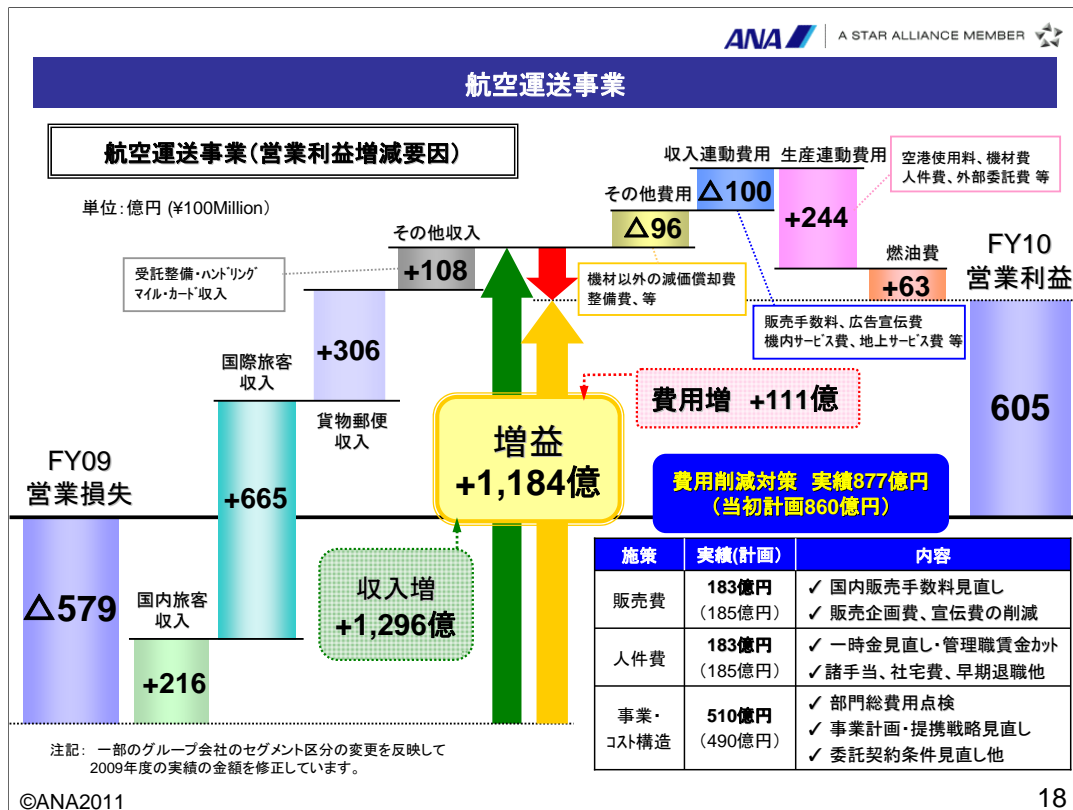 ANA
A STAR ALLIANCE MEMBER
航空運送事業
航空運送事業(営業利益増減要因)
単位:億円 (¥100Million)
収入連動費用
生産連動費用
空港使用料、機材費
人件費、外部委託費 等
その他費用
△100
△96
+244
その他収入
+108
受託整備・ハンドリング
マイル・カード収入
機材以外の減価償却費
整備費、等
燃油費
+63
FY10
営業利益
販売手数料、広告宣伝費
機内サービス費、地上サービス費 等
+306
国際旅客
収入
貨物郵便
収入
費用増 +111億
605
増益
+1,184億
FY09
営業損失
+665
費用削減対策 実績877億円
(当初計画860億円)
△579
国内旅客
収入
+216
収入増
+1,296億
施策 実績(計画) 内容
販売費
183億円
(185億円)
✓ 国内販売手数料見直し
✓ 販売企画費、宣伝費の削減
人件費
183億円
(185億円)
✓ 一時金見直し・管理職賃金カット
✓諸手当、社宅費、早期退職他
事業・
コスト構造
510億円
(490億円)
✓ 部門総費用点検
✓ 事業計画・提携戦略見直し
✓ 委託契約条件見直し他
注記: 一部のグループ会社のセグメント区分の変更を反映して
2009年度の実績の金額を修正しています。
©ANA2011
18